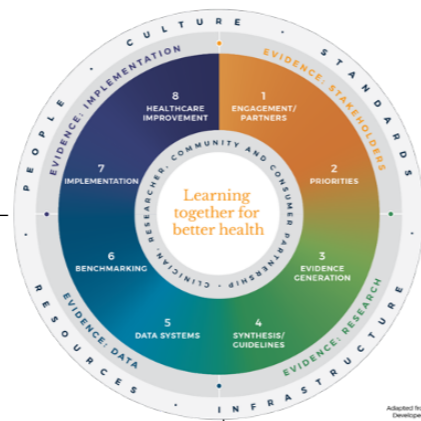 PEOPLE · CULTURE · STANDARDS ·
INFRASTRUCTURE · RESOURCES ·
EVIDENCE: IMPLEMENTATION
EVIDENCE: STAKEHOLDERS
EVIDENCE: RESEARCH
EVIDENCE: DATA
1
ENGAGEMENT/
PARTNERS
2
PRIORITIES
3
EVIDENCE
GENERATION
4
SYNTHESIS/
GUIDELINES
5
DATA SYSTEMS
6
BENCHMARKING
7
IMPLEMENTATION
8
HEALTHCARE
IMPROVEMENT
CLINICIAN, RESEARCHER, COMMUNITY AND CONSUMER PARTNERSHIP ·
Learning
together for
better health
Adapted